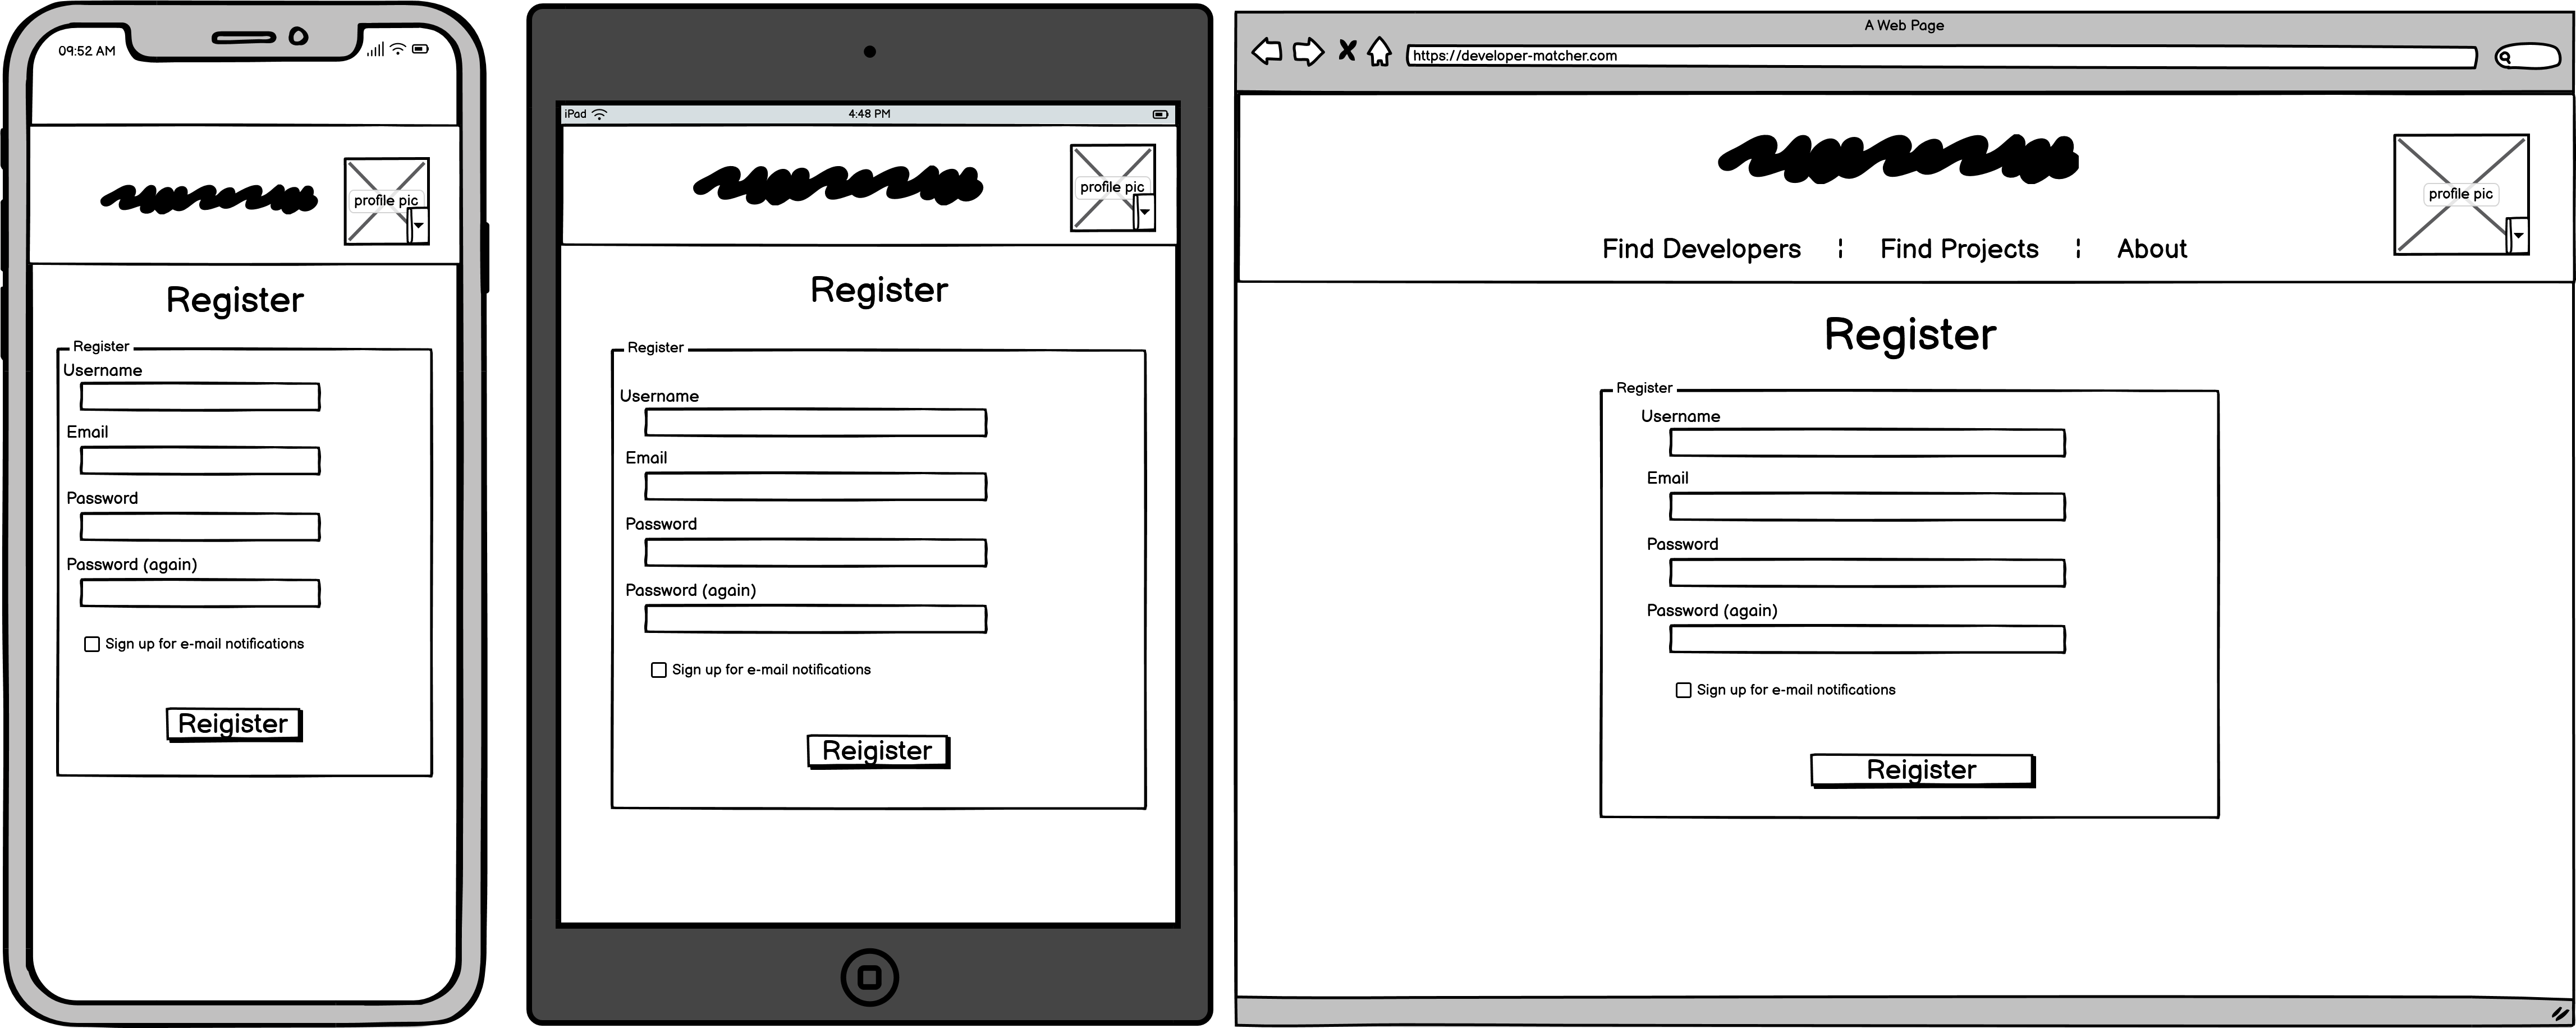 09:52 AM
profile pic
Register
Register
Username
Email
Password
Password (again)
Sign up for e-mail notifications
Reigister
iPad
4:48 PM
profile pic
Register
Register
Username
Email
Password
Password (again)
Sign up for e-mail notifications
Reigister
A Web Page
https://developer-matcher.com
profile pic
Find Developers ¦ Find Projects ¦ About
Register
Register
Username
Email
Password
Password (again)
Sign up for e-mail notifications
Reigister